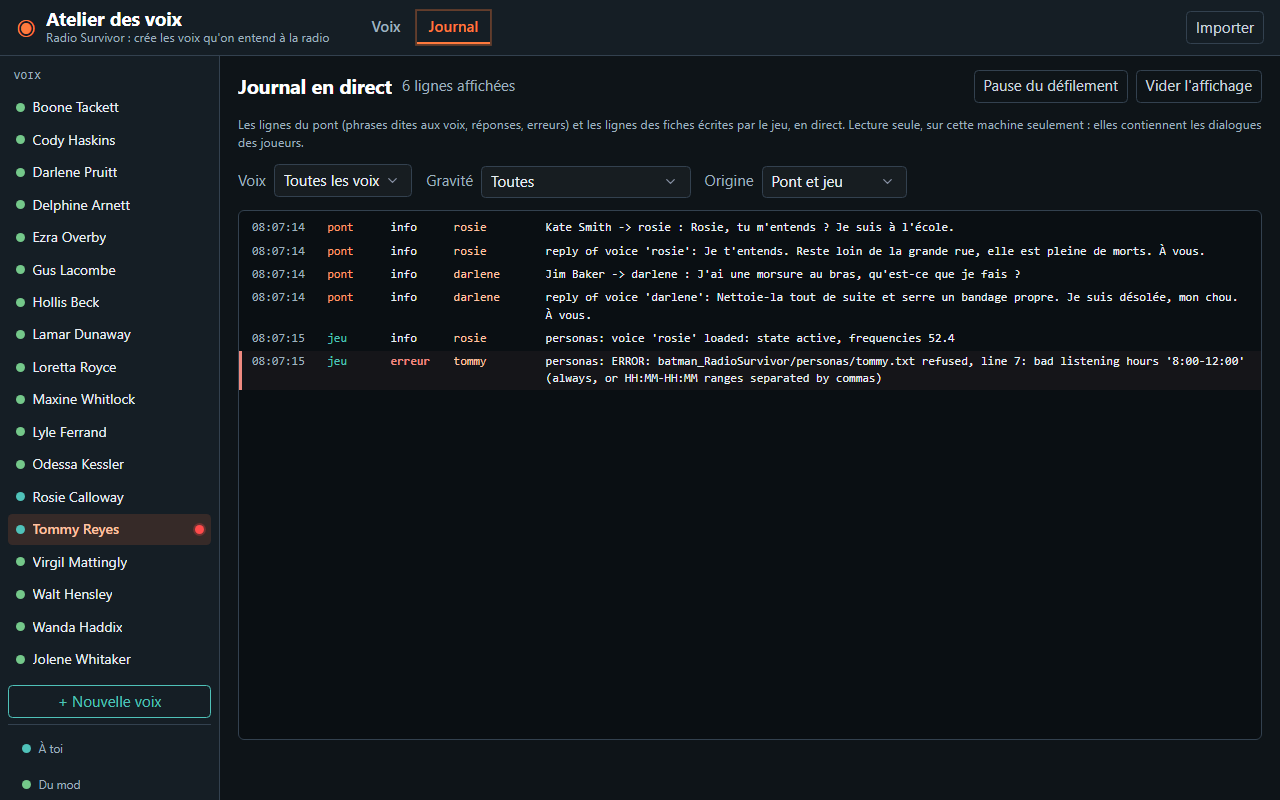 Atelier des voix
Radio Survivor : crée les voix qu'on entend à la radio
Voix
Journal
Importer
VOIX
Boone Tackett
Cody Haskins
Darlene Pruitt
Delphine Arnett
Ezra Overby
Gus Lacombe
Hollis Beck
Lamar Dunaway
Loretta Royce
Maxine Whitlock
Lyle Ferrand
Odessa Kessler
Rosie Calloway
Tommy Reyes
Virgil Mattingly
Walt Hensley
Wanda Haddix
Jolene Whitaker
+ Nouvelle voix
À toi
Du mod
Journal en direct 6 lignes affichées
Pause du défilement
Vider l'affichage
Les lignes du pont (phrases dites aux voix, réponses, erreurs) et les lignes des fiches écrites par le jeu, en direct. Lecture seule, sur cette machine seulement : elles contiennent les dialogues
des joueurs.
Voix Toutes les voix Gravité Toutes Origine Pont et jeu
08:07:14 pont info rosie Kate Smith -> rosie : Rosie, tu m'entends ? Je suis à l'école.
08:07:14 pont info rosie reply of voice 'rosie': Je t'entends. Reste loin de la grande rue, elle est pleine de morts. À vous.
08:07:14 pont info darlene Jim Baker -> darlene : J'ai une morsure au bras, qu'est-ce que je fais ?
08:07:14 pont info darlene reply of voice 'darlene': Nettoie-la tout de suite et serre un bandage propre. Je suis désolée, mon chou.
À vous.
08:07:15 jeu info rosie personas: voice 'rosie' loaded: state active, frequencies 52.4
08:07:15 jeu erreur tommy personas: ERROR: batman_RadioSurvivor/personas/tommy.txt refused, line 7: bad listening hours '8:00-12:00'
(always, or HH:MM-HH:MM ranges separated by commas)